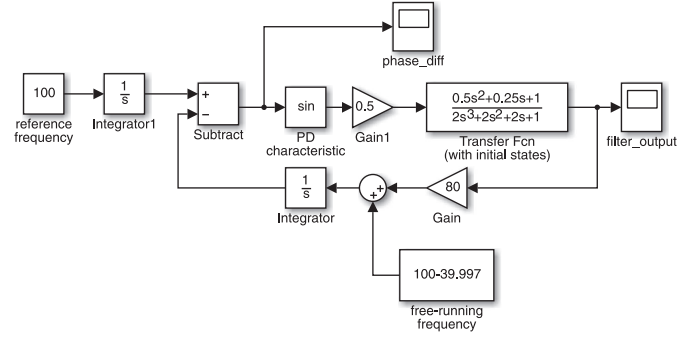 phase_diff
100
reference
frequency
1
s
Integrator1
+
−
Subtract
sin
PD
characteristic
0.5
Gain1
0.5s²+0.25s+1
2s³+2s²+2s+1
Transfer Fcn
(with initial states)
filter_output
1
s
Integrator
+
+
80
Gain
100-39.997
free-running
frequency